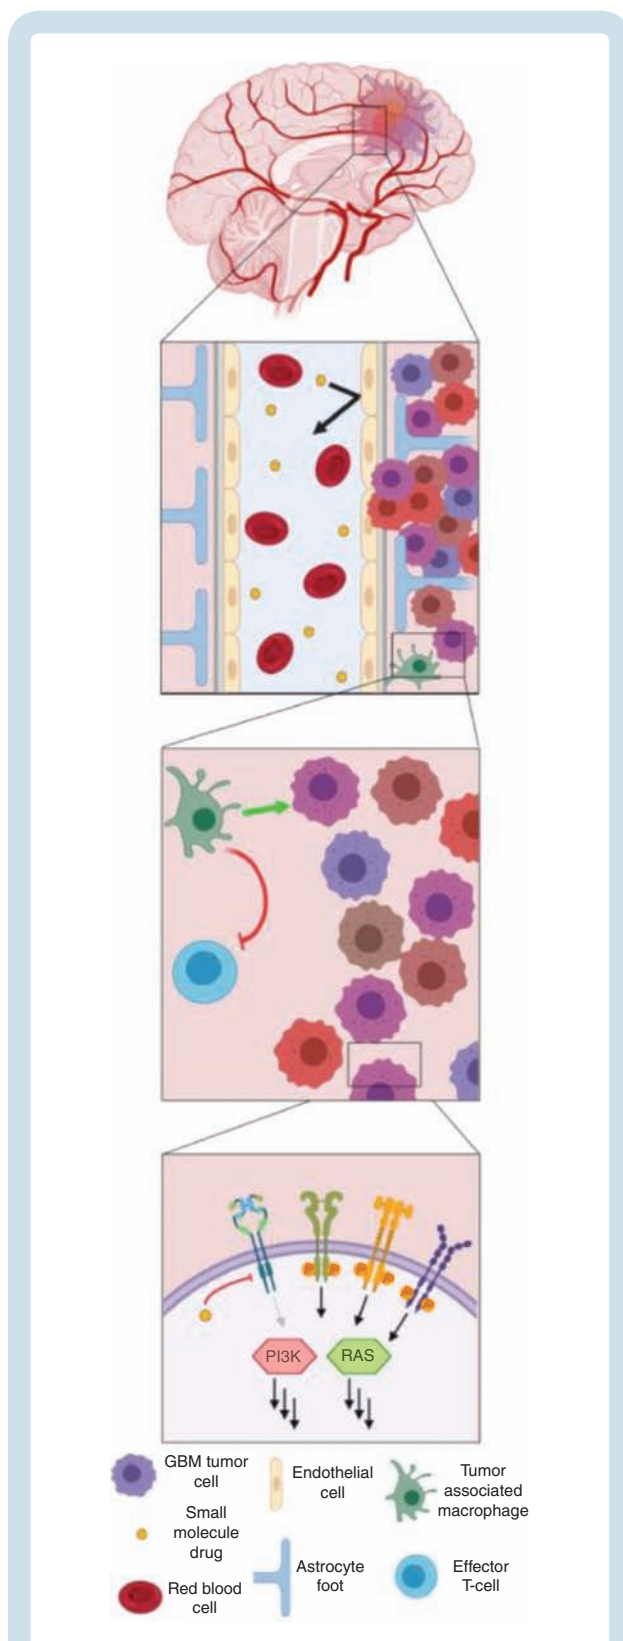 PI3K
RAS
GBM tumor
cell
Endothelial
cell
Tumor
associated
macrophage
Small
molecule
drug
Astrocyte
foot
Effector
T-cell
Red blood
cell